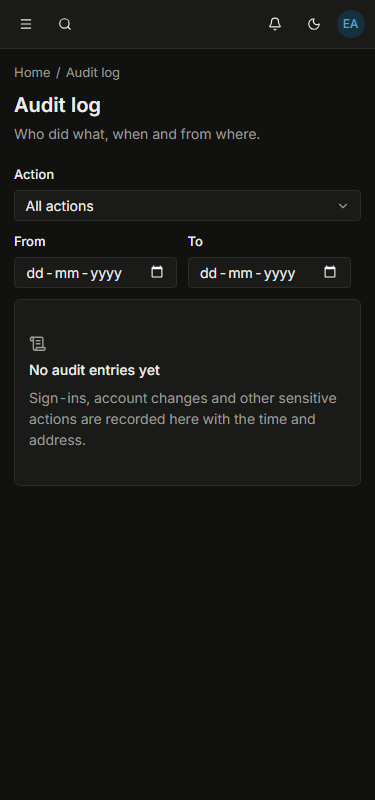 EA
Home / Audit log
Audit log
Who did what, when and from where.
Action
All actions
From To
dd-mm-yyyy dd-mm-yyyy
No audit entries yet
Sign-ins, account changes and other sensitive
actions are recorded here with the time and
address.